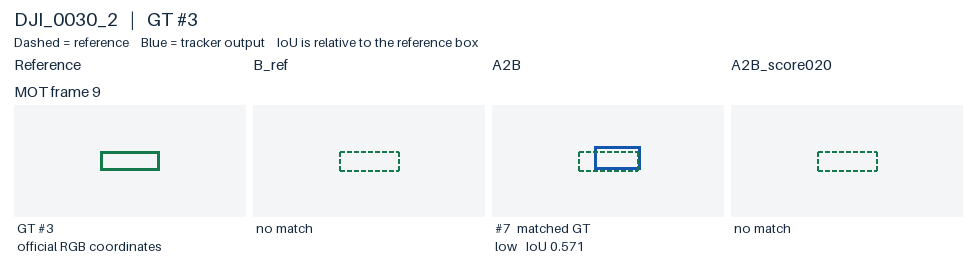 DJI_0030_2 | GT #3
Dashed = reference Blue = tracker output IoU is relative to the reference box
Reference B_ref A2B A2B_score020
MOT frame 9
GT #3 no match #7 matched GT no match
official RGB coordinates low IoU 0.571